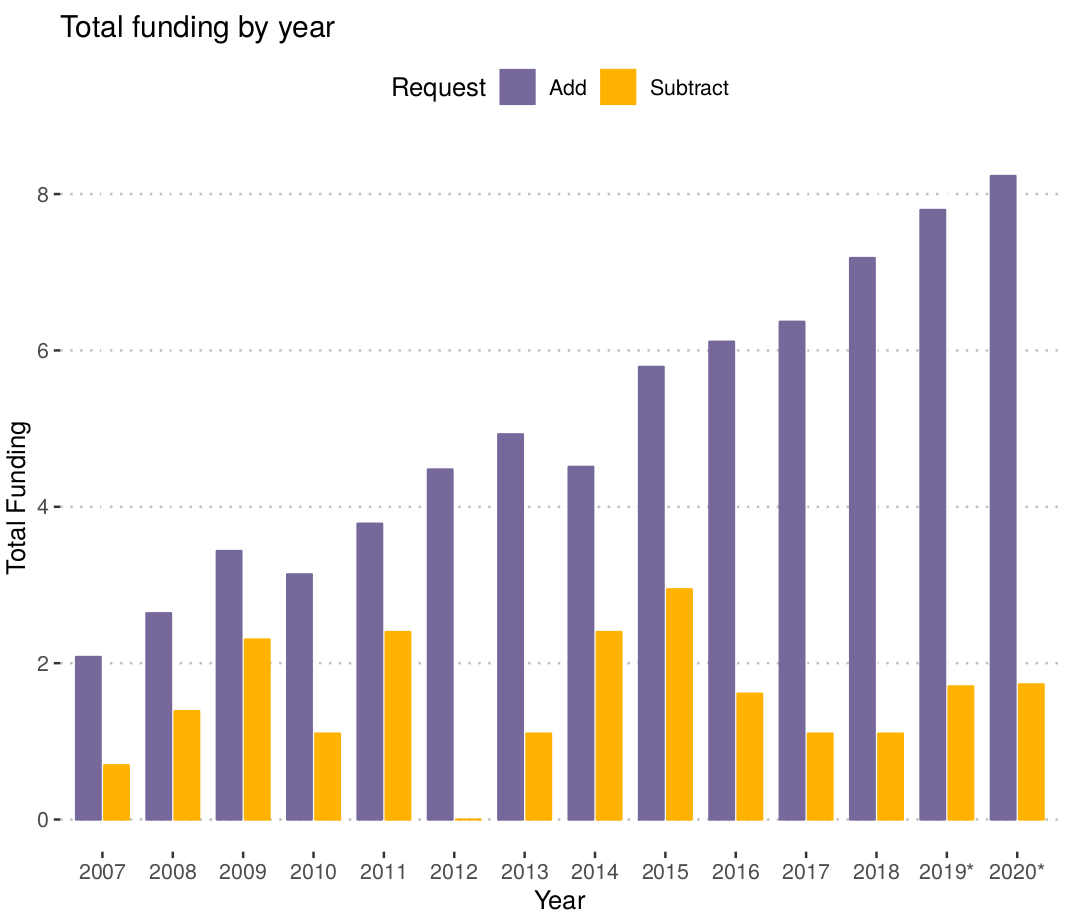 Total funding by year
Request Add Subtract
Total Funding
8
6
4
2
0
2007 2008 2009 2010 2011 2012 2013 2014 2015 2016 2017 2018 2019* 2020*
Year